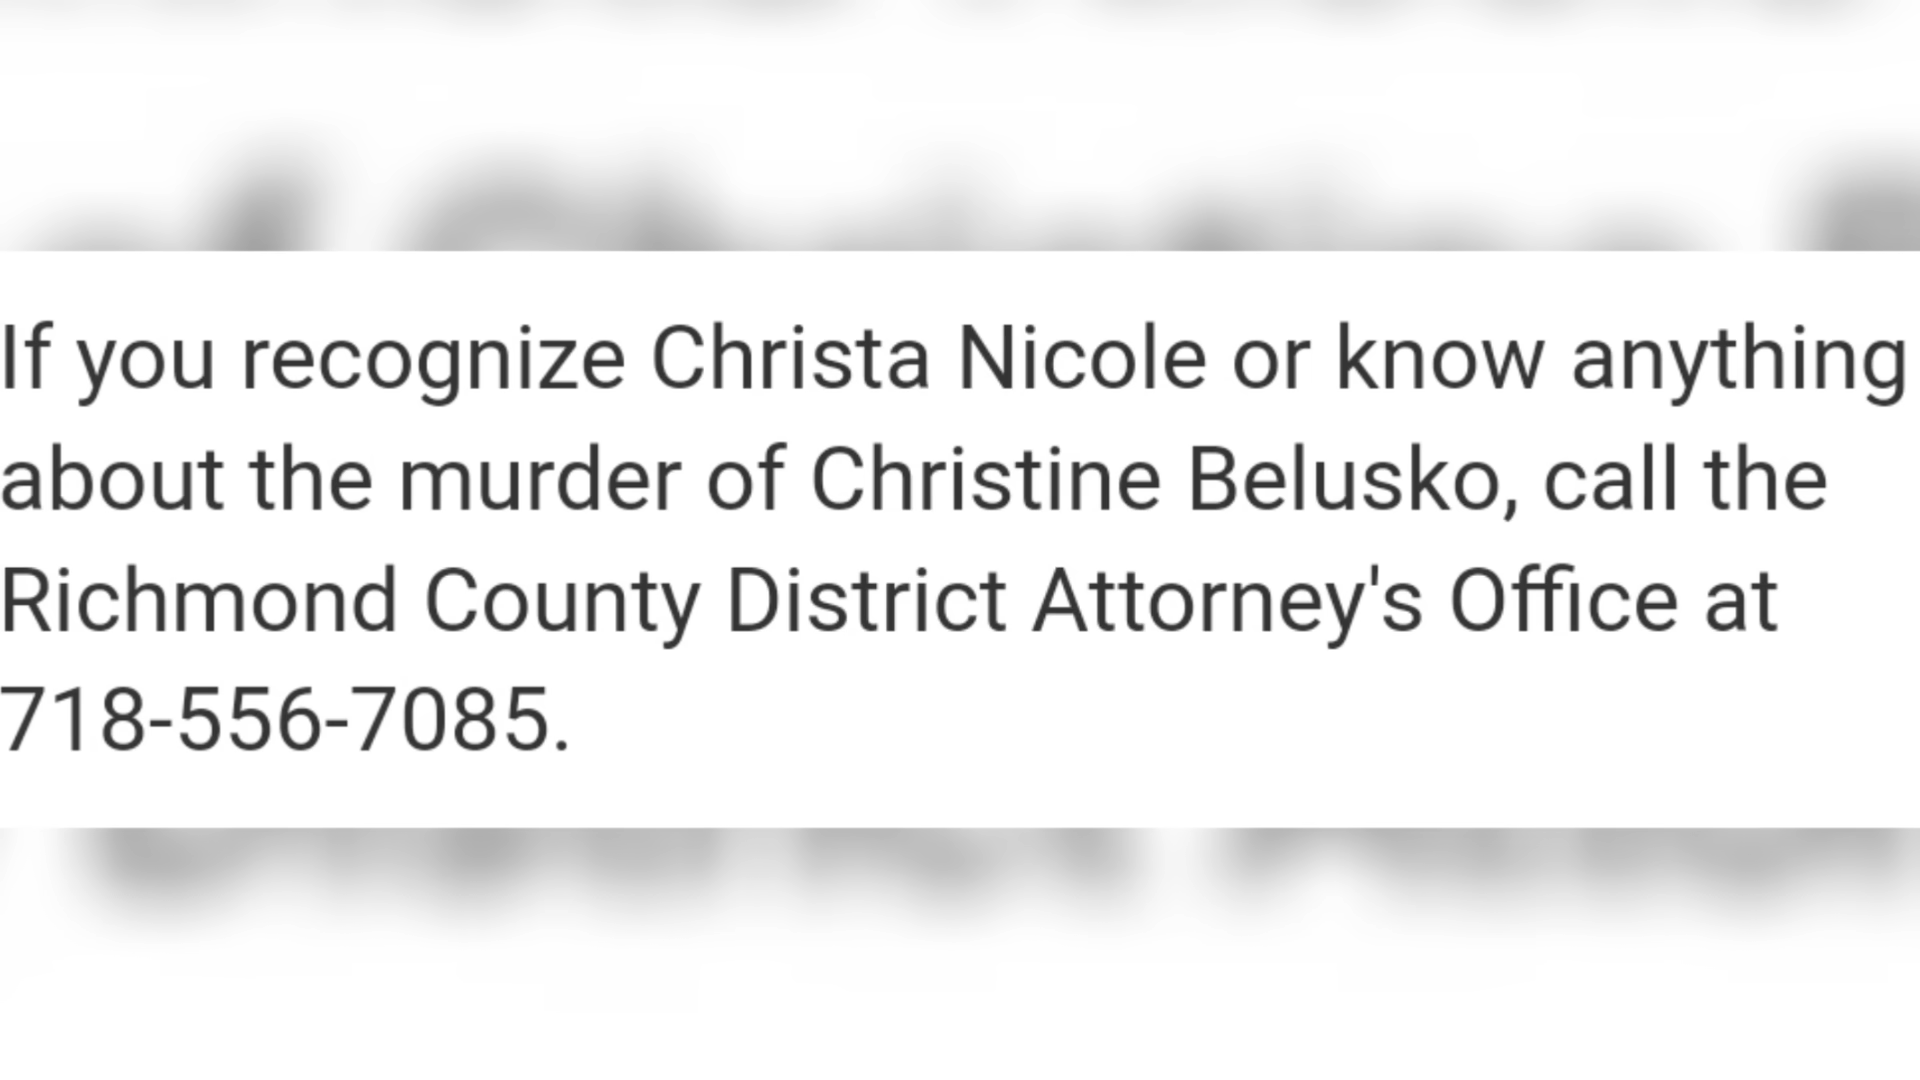 If you recognize Christa Nicole or know anything
about the murder of Christine Belusko, call the
Richmond County District Attorney's Office at
718-556-7085.